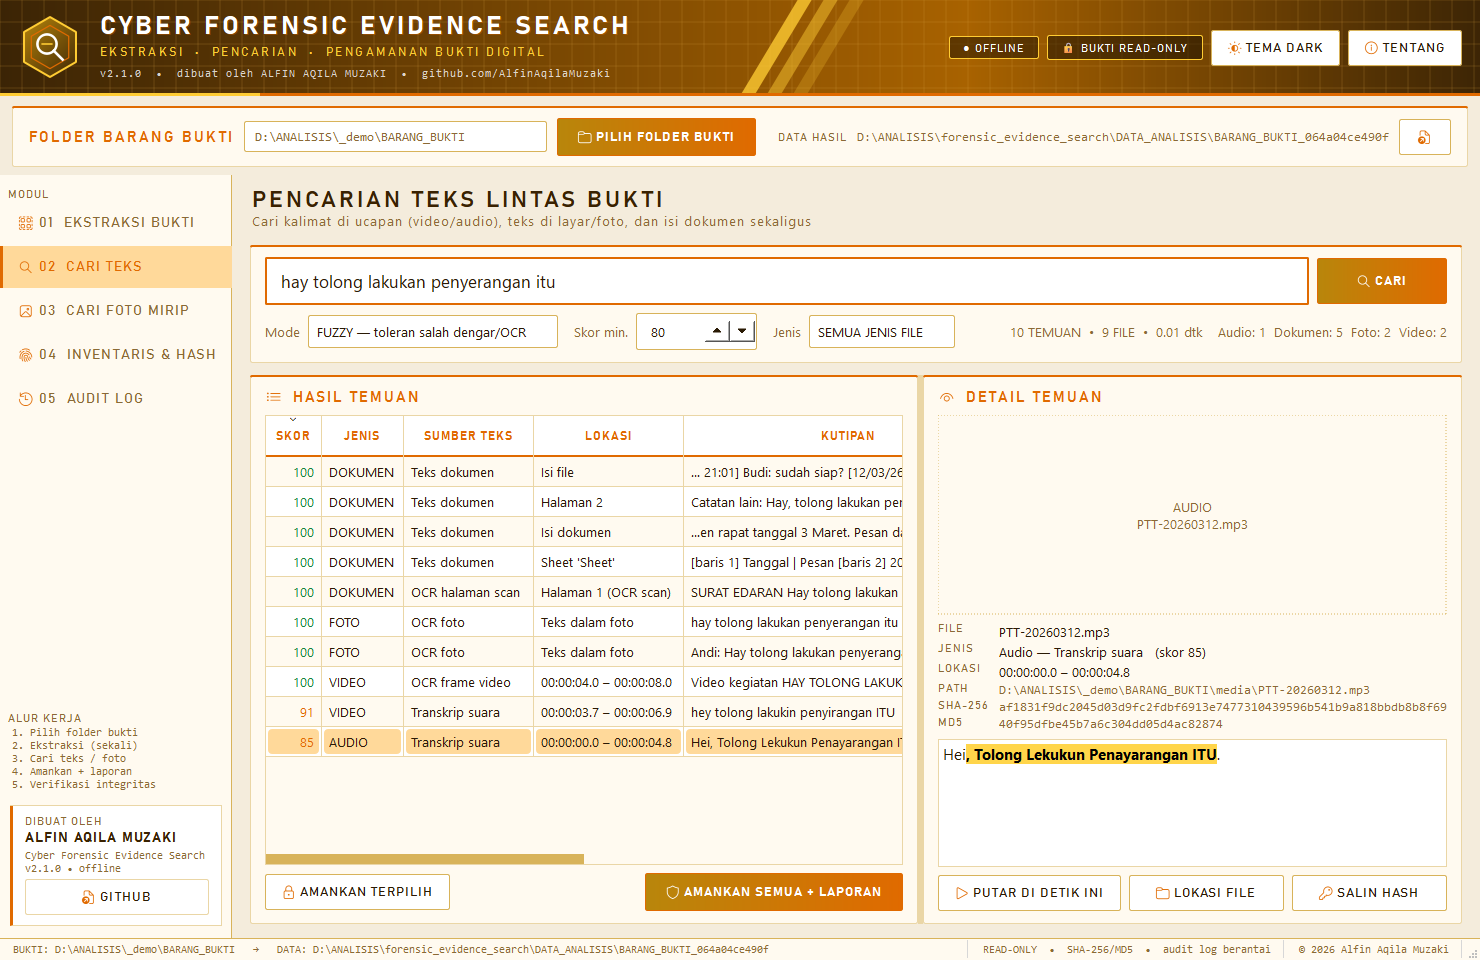 CYBER FORENSIC EVIDENCE SEARCH
EKSTRAKSI · PENCARIAN · PENGAMANAN BUKTI DIGITAL
v2.1.0 • dibuat oleh ALFIN AQILA MUZAKI • github.com/AlfinAqilaMuzaki
● OFFLINE
BUKTI READ-ONLY
TEMA DARK
TENTANG
FOLDER BARANG BUKTI
D:\ANALISIS\_demo\BARANG_BUKTI
PILIH FOLDER BUKTI
DATA HASIL D:\ANALISIS\forensic_evidence_search\DATA_ANALISIS\BARANG_BUKTI_064a04ce490f
MODUL
01 EKSTRAKSI BUKTI
02 CARI TEKS
03 CARI FOTO MIRIP
04 INVENTARIS & HASH
05 AUDIT LOG
ALUR KERJA
1. Pilih folder bukti
2. Ekstraksi (sekali)
3. Cari teks / foto
4. Amankan + laporan
5. Verifikasi integritas
DIBUAT OLEH
ALFIN AQILA MUZAKI
Cyber Forensic Evidence Search
v2.1.0 • offline
GITHUB
PENCARIAN TEKS LINTAS BUKTI
Cari kalimat di ucapan (video/audio), teks di layar/foto, dan isi dokumen sekaligus
hay tolong lakukan penyerangan itu
CARI
Mode FUZZY — toleran salah dengar/OCR Skor min. 80 Jenis SEMUA JENIS FILE 10 TEMUAN • 9 FILE • 0.01 dtk Audio: 1 Dokumen: 5 Foto: 2 Video: 2
HASIL TEMUAN
SKOR JENIS SUMBER TEKS LOKASI KUTIPAN
100 DOKUMEN Teks dokumen Isi file ... 21:01] Budi: sudah siap? [12/03/26
100 DOKUMEN Teks dokumen Halaman 2 Catatan lain: Hay, tolong lakukan per
100 DOKUMEN Teks dokumen Isi dokumen ...en rapat tanggal 3 Maret. Pesan da
100 DOKUMEN Teks dokumen Sheet 'Sheet' [baris 1] Tanggal | Pesan [baris 2] 20
100 DOKUMEN OCR halaman scan Halaman 1 (OCR scan) SURAT EDARAN Hay tolong lakukan
100 FOTO OCR foto Teks dalam foto hay tolong lakukan penyerangan itu
100 FOTO OCR foto Teks dalam foto Andi: Hay tolong lakukan penyerang
100 VIDEO OCR frame video 00:00:04.0 – 00:00:08.0 Video kegiatan HAY TOLONG LAKUK
91 VIDEO Transkrip suara 00:00:03.7 – 00:00:06.9 hey tolong lakukin penyirangan ITU
85 AUDIO Transkrip suara 00:00:00.0 – 00:00:04.8 Hei, Tolong Lekukun Penayarangan I
AMANKAN TERPILIH
AMANKAN SEMUA + LAPORAN
DETAIL TEMUAN
AUDIO
PTT-20260312.mp3
FILE PTT-20260312.mp3
JENIS Audio — Transkrip suara (skor 85)
LOKASI 00:00:00.0 – 00:00:04.8
PATH D:\ANALISIS\_demo\BARANG_BUKTI\media\PTT-20260312.mp3
SHA-256 af1831f9dc2045d03d9fc2fdbf6913e7477310439596b541b9a818bbdb8b8f69
MD5 40f95dfbe45b7a6c304dd05d4ac82874
Hei, Tolong Lekukun Penayarangan ITU.
PUTAR DI DETIK INI
LOKASI FILE
SALIN HASH
BUKTI: D:\ANALISIS\_demo\BARANG_BUKTI → DATA: D:\ANALISIS\forensic_evidence_search\DATA_ANALISIS\BARANG_BUKTI_064a04ce490f
READ-ONLY • SHA-256/MD5 • audit log berantai
© 2026 Alfin Aqila Muzaki